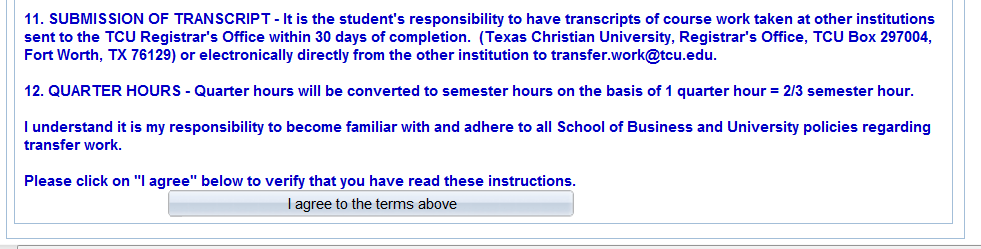 11. SUBMISSION OF TRANSCRIPT - It is the student's responsibility to have transcripts of course work taken at other institutions
sent to the TCU Registrar's Office within 30 days of completion.  (Texas Christian University, Registrar's Office, TCU Box 297004,
Fort Worth, TX 76129) or electronically directly from the other institution to transfer.work@tcu.edu.
12. QUARTER HOURS - Quarter hours will be converted to semester hours on the basis of 1 quarter hour = 2/3 semester hour.
I understand it is my responsibility to become familiar with and adhere to all School of Business and University policies regarding
transfer work.
Please click on "I agree" below to verify that you have read these instructions.
I agree to the terms above